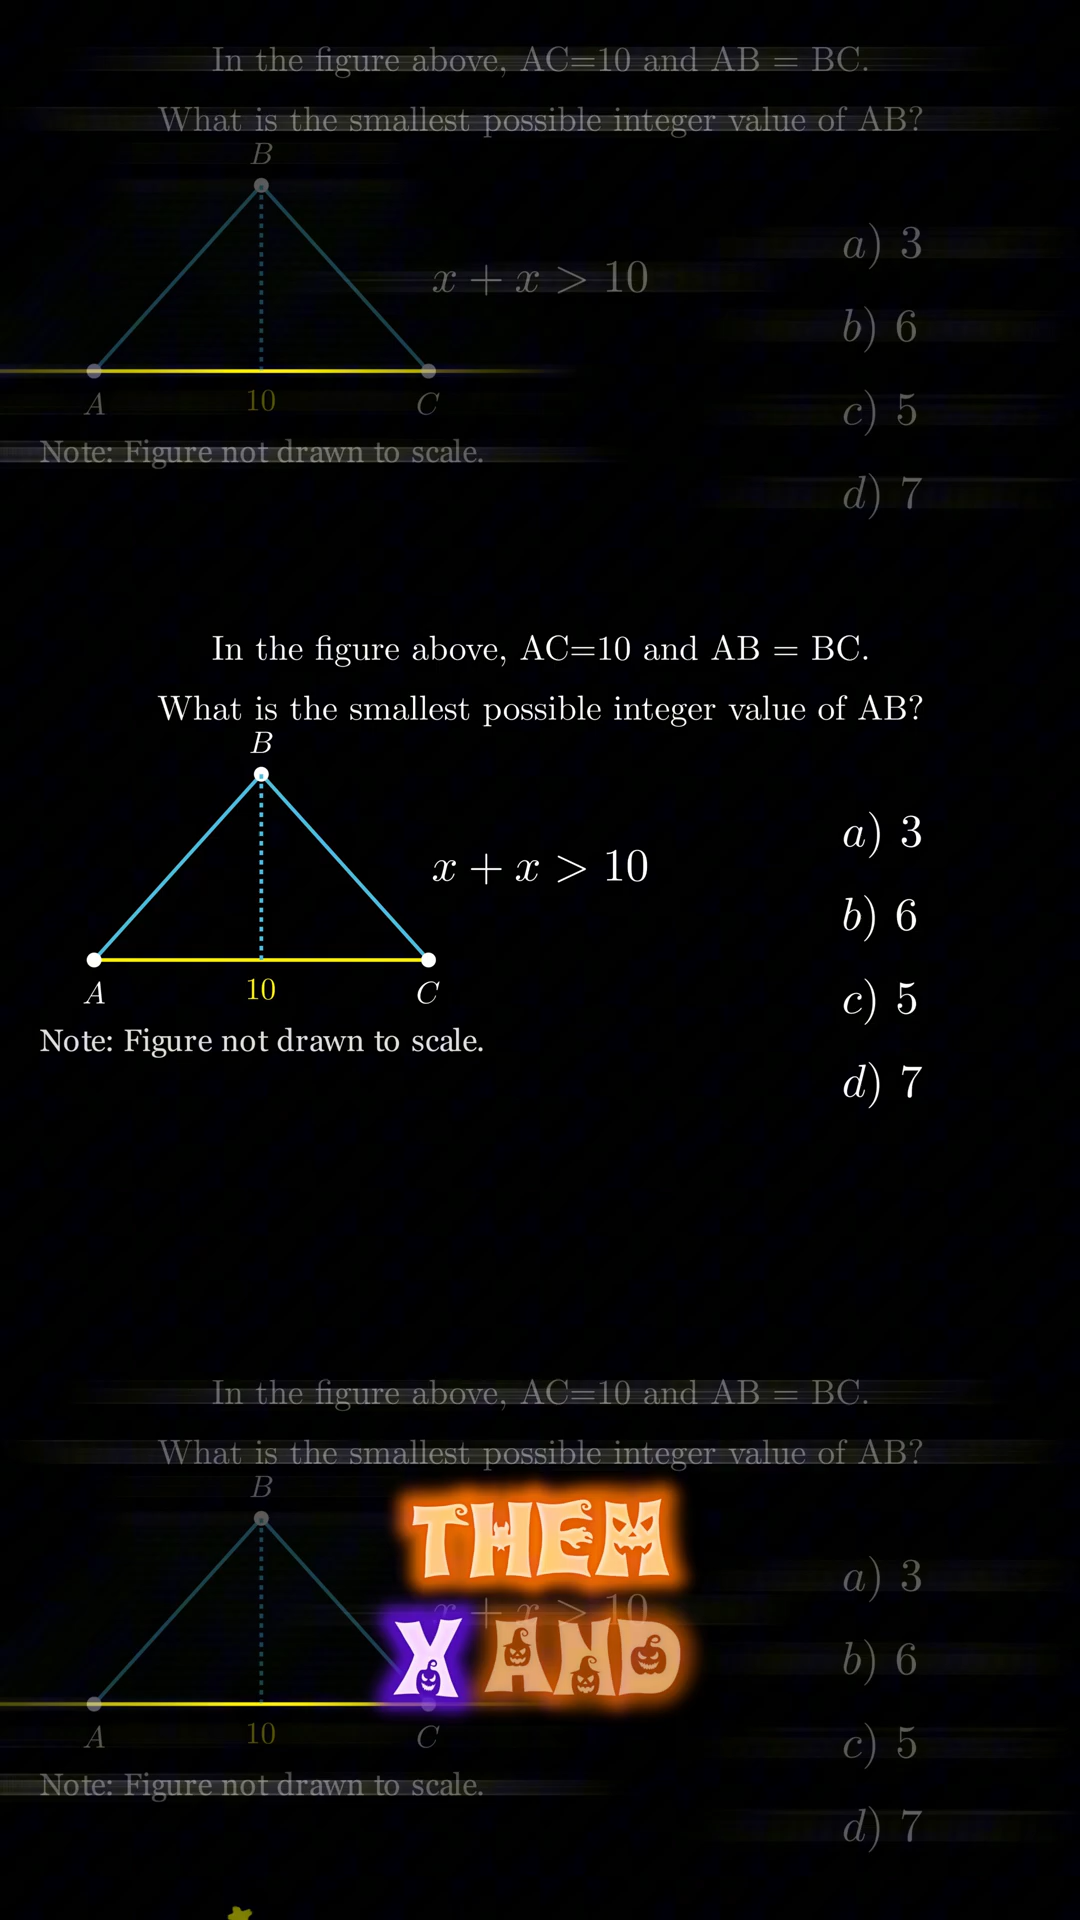 In the figure above, AC=10 and AB = BC.
What is the smallest possible integer value of AB?
B
a) 3
x + x > 10
b) 6
A
10
C
c) 5
Note: Figure not drawn to scale.
d) 7
In the figure above, AC=10 and AB = BC.
What is the smallest possible integer value of AB?
B
a) 3
x + x > 10
b) 6
A
10
C
c) 5
Note: Figure not drawn to scale.
d) 7
In the figure above, AC=10 and AB = BC.
What is the smallest possible integer value of AB?
B
THEM
a) 3
x + x > 10
X AND
b) 6
A
10
C
c) 5
Note: Figure not drawn to scale.
d) 7